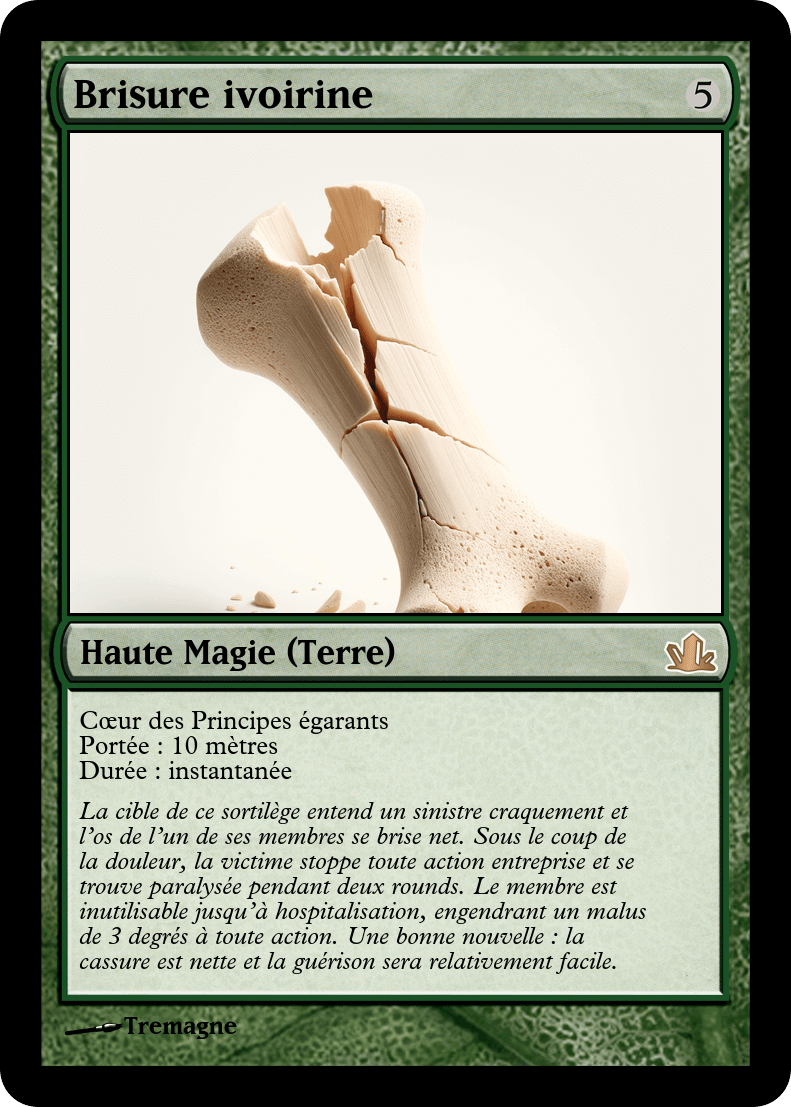 Brisure ivoirine
5
Haute Magie (Terre)
Cœur des Principes égarants
Portée : 10 mètres
Durée : instantanée
La cible de ce sortilège entend un sinistre craquement et
l'os de l'un de ses membres se brise net. Sous le coup de
la douleur, la victime stoppe toute action entreprise et se
trouve paralysée pendant deux rounds. Le membre est
inutilisable jusqu'à hospitalisation, engendrant un malus
de 3 degrés à toute action. Une bonne nouvelle : la
cassure est nette et la guérison sera relativement facile.
Tremagne